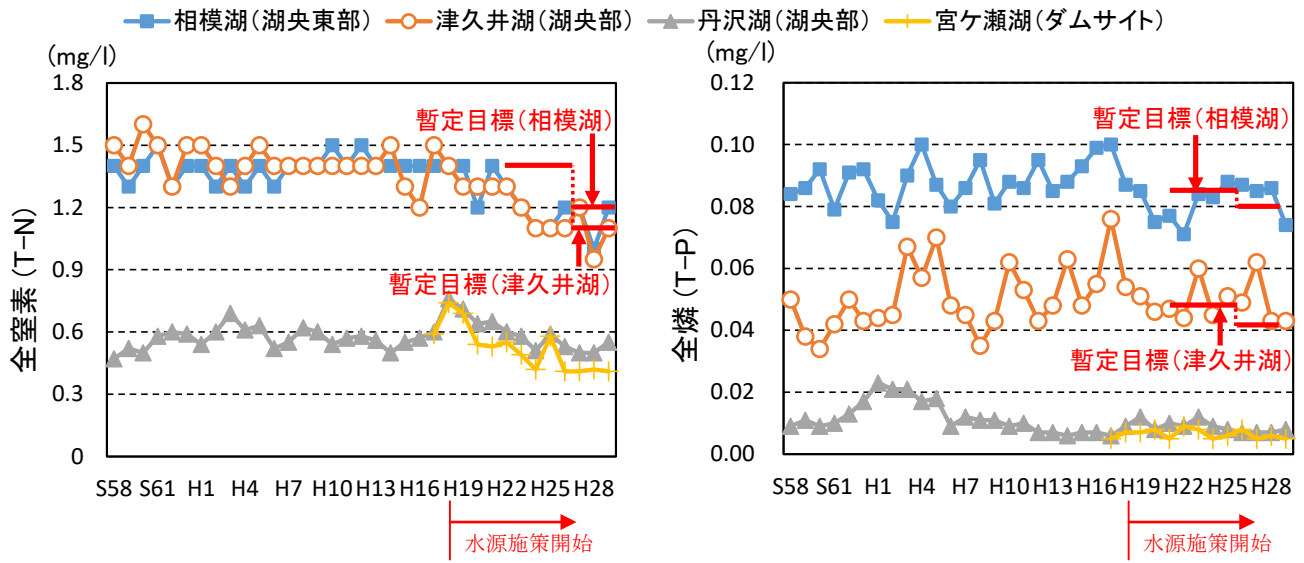 相模湖（湖央東部） 津久井湖（湖央部） 丹沢湖（湖央部） 宮ケ瀬湖（ダムサイト）
(mg/l)
全窒素（T-N）
1.8
1.5
1.2
0.9
0.6
0.3
0
暫定目標（相模湖）
暫定目標（津久井湖）
S58 S61 H1 H4 H7 H10 H13 H16 H19 H22 H25 H28
水源施策開始
(mg/l)
全燐（T-P）
0.12
0.10
0.08
0.06
0.04
0.02
0.00
暫定目標（相模湖）
暫定目標（津久井湖）
S58 S61 H1 H4 H7 H10 H13 H16 H19 H22 H25 H28
水源施策開始